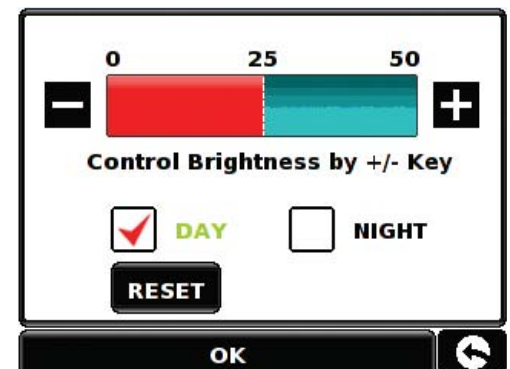 0 25 50
− +
Control Brightness by +/- Key
DAY NIGHT
RESET
OK